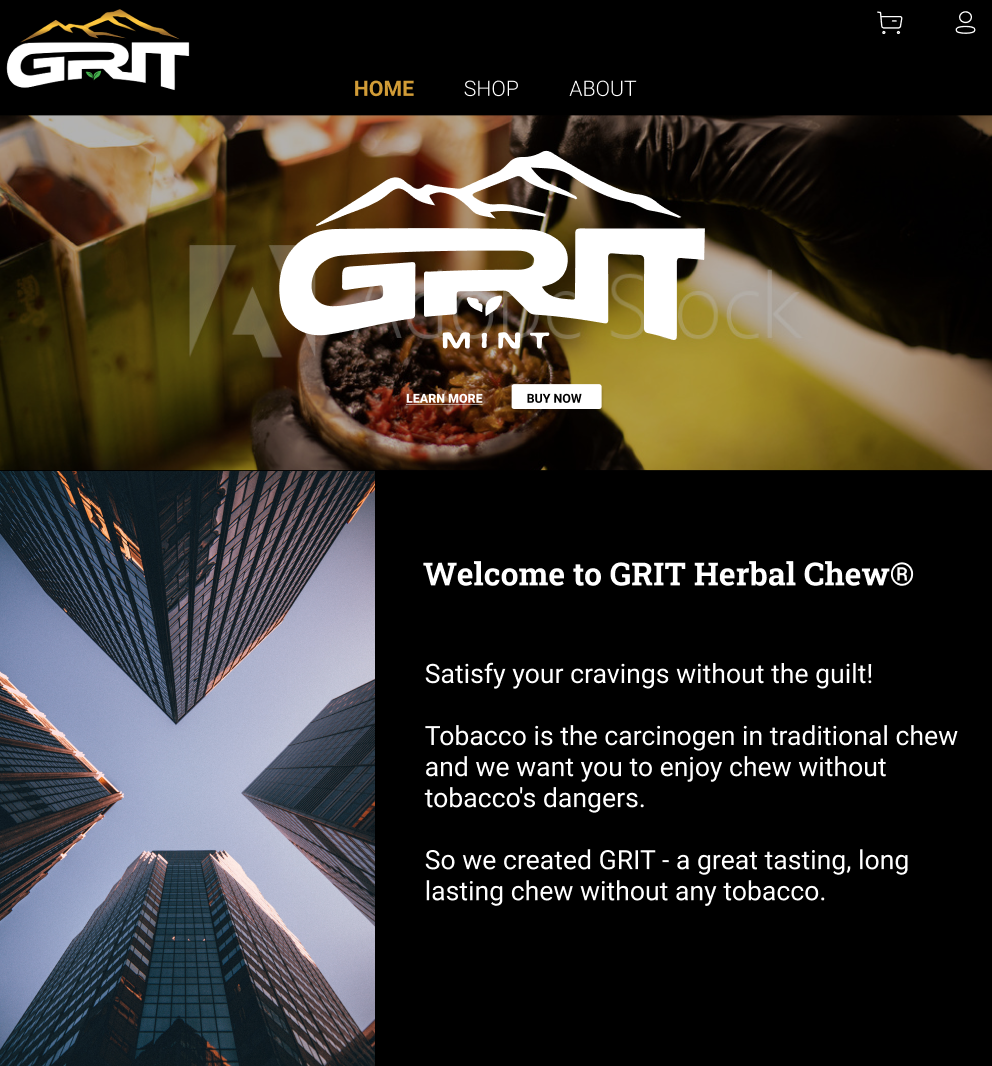 GRIT
HOME SHOP ABOUT
GRIT
Adobe Stock
MINT
LEARN MORE BUY NOW
Welcome to GRIT Herbal Chew®
Satisfy your cravings without the guilt!
Tobacco is the carcinogen in traditional chew
and we want you to enjoy chew without
tobacco's dangers.
So we created GRIT - a great tasting, long
lasting chew without any tobacco.